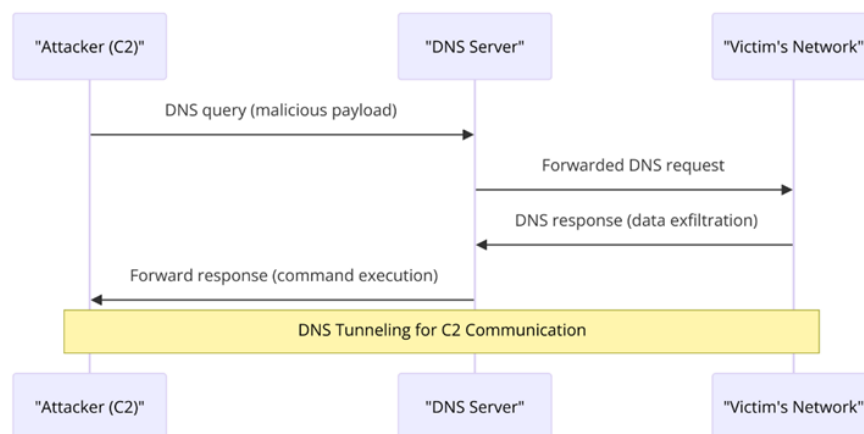 "Attacker (C2)"
"DNS Server"
"Victim's Network"
DNS query (malicious payload)
Forwarded DNS request
DNS response (data exfiltration)
Forward response (command execution)
DNS Tunneling for C2 Communication
"Attacker (C2)"
"DNS Server"
"Victim's Network"